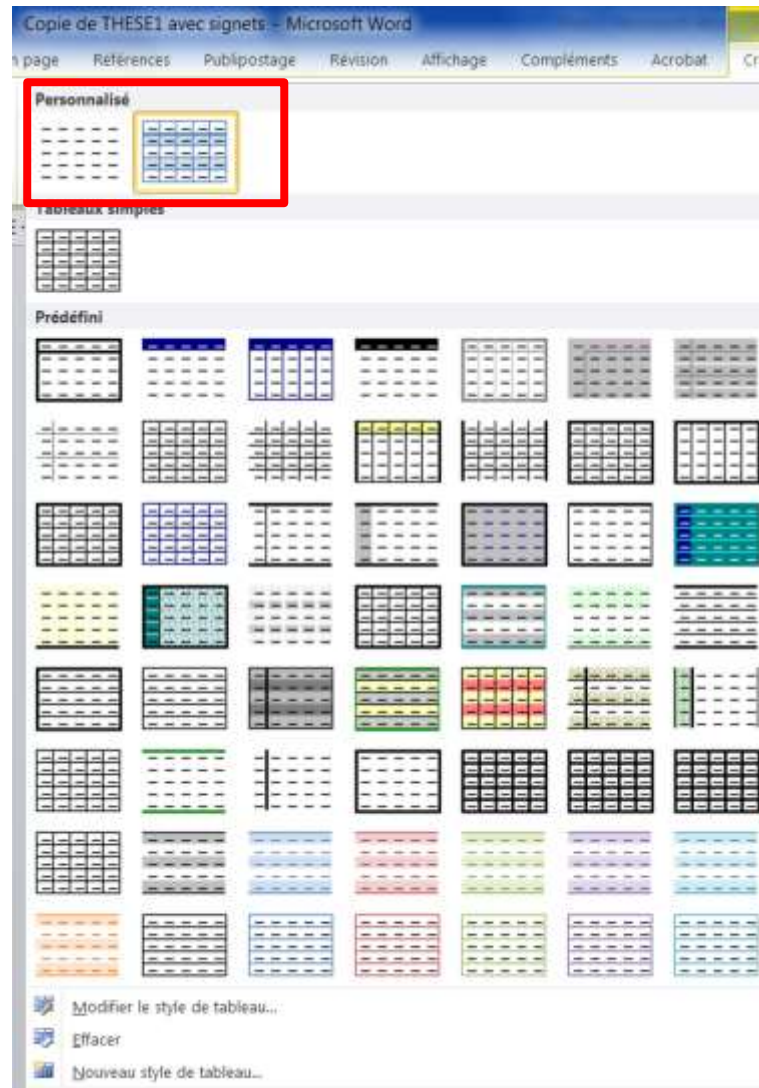 Copie de THESE1 avec signets - Microsoft Word
n page Références Publipostage Révision Affichage Compléments Acrobat Cr
Personnalisé
Tableaux simples
Prédéfini
Modifier le style de tableau...
Effacer
Nouveau style de tableau...